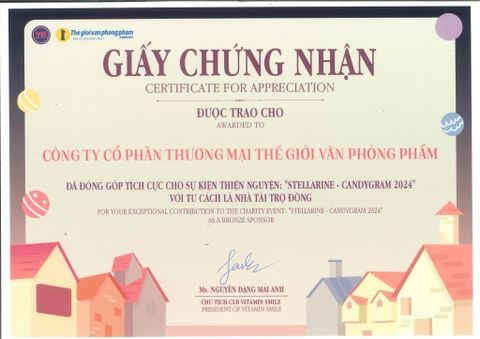 Thế giới văn phòng phẩm
GIẤY CHỨNG NHẬN
CERTIFICATE FOR APPRECIATION
ĐƯỢC TRAO CHO
AWARDED TO
CÔNG TY CỔ PHẦN THƯƠNG MẠI THẾ GIỚI VĂN PHÒNG PHẨM
ĐÃ ĐÓNG GÓP TÍCH CỰC CHO SỰ KIỆN THIỆN NGUYỆN: "STELLARINE - CANDYGRAM 2024"
VỚI TƯ CÁCH LÀ NHÀ TÀI TRỢ ĐỒNG
FOR YOUR EXCEPTIONAL CONTRIBUTION TO THE CHARITY EVENT: "STELLARINE - CANDYGRAM 2024"
AS A BRONZE SPONSOR
Ms. NGUYỄN ĐẶNG MAI ANH
CHỦ TỊCH CLB VITAMIN SMILE
PRESIDENT OF VITAMIN SMILE